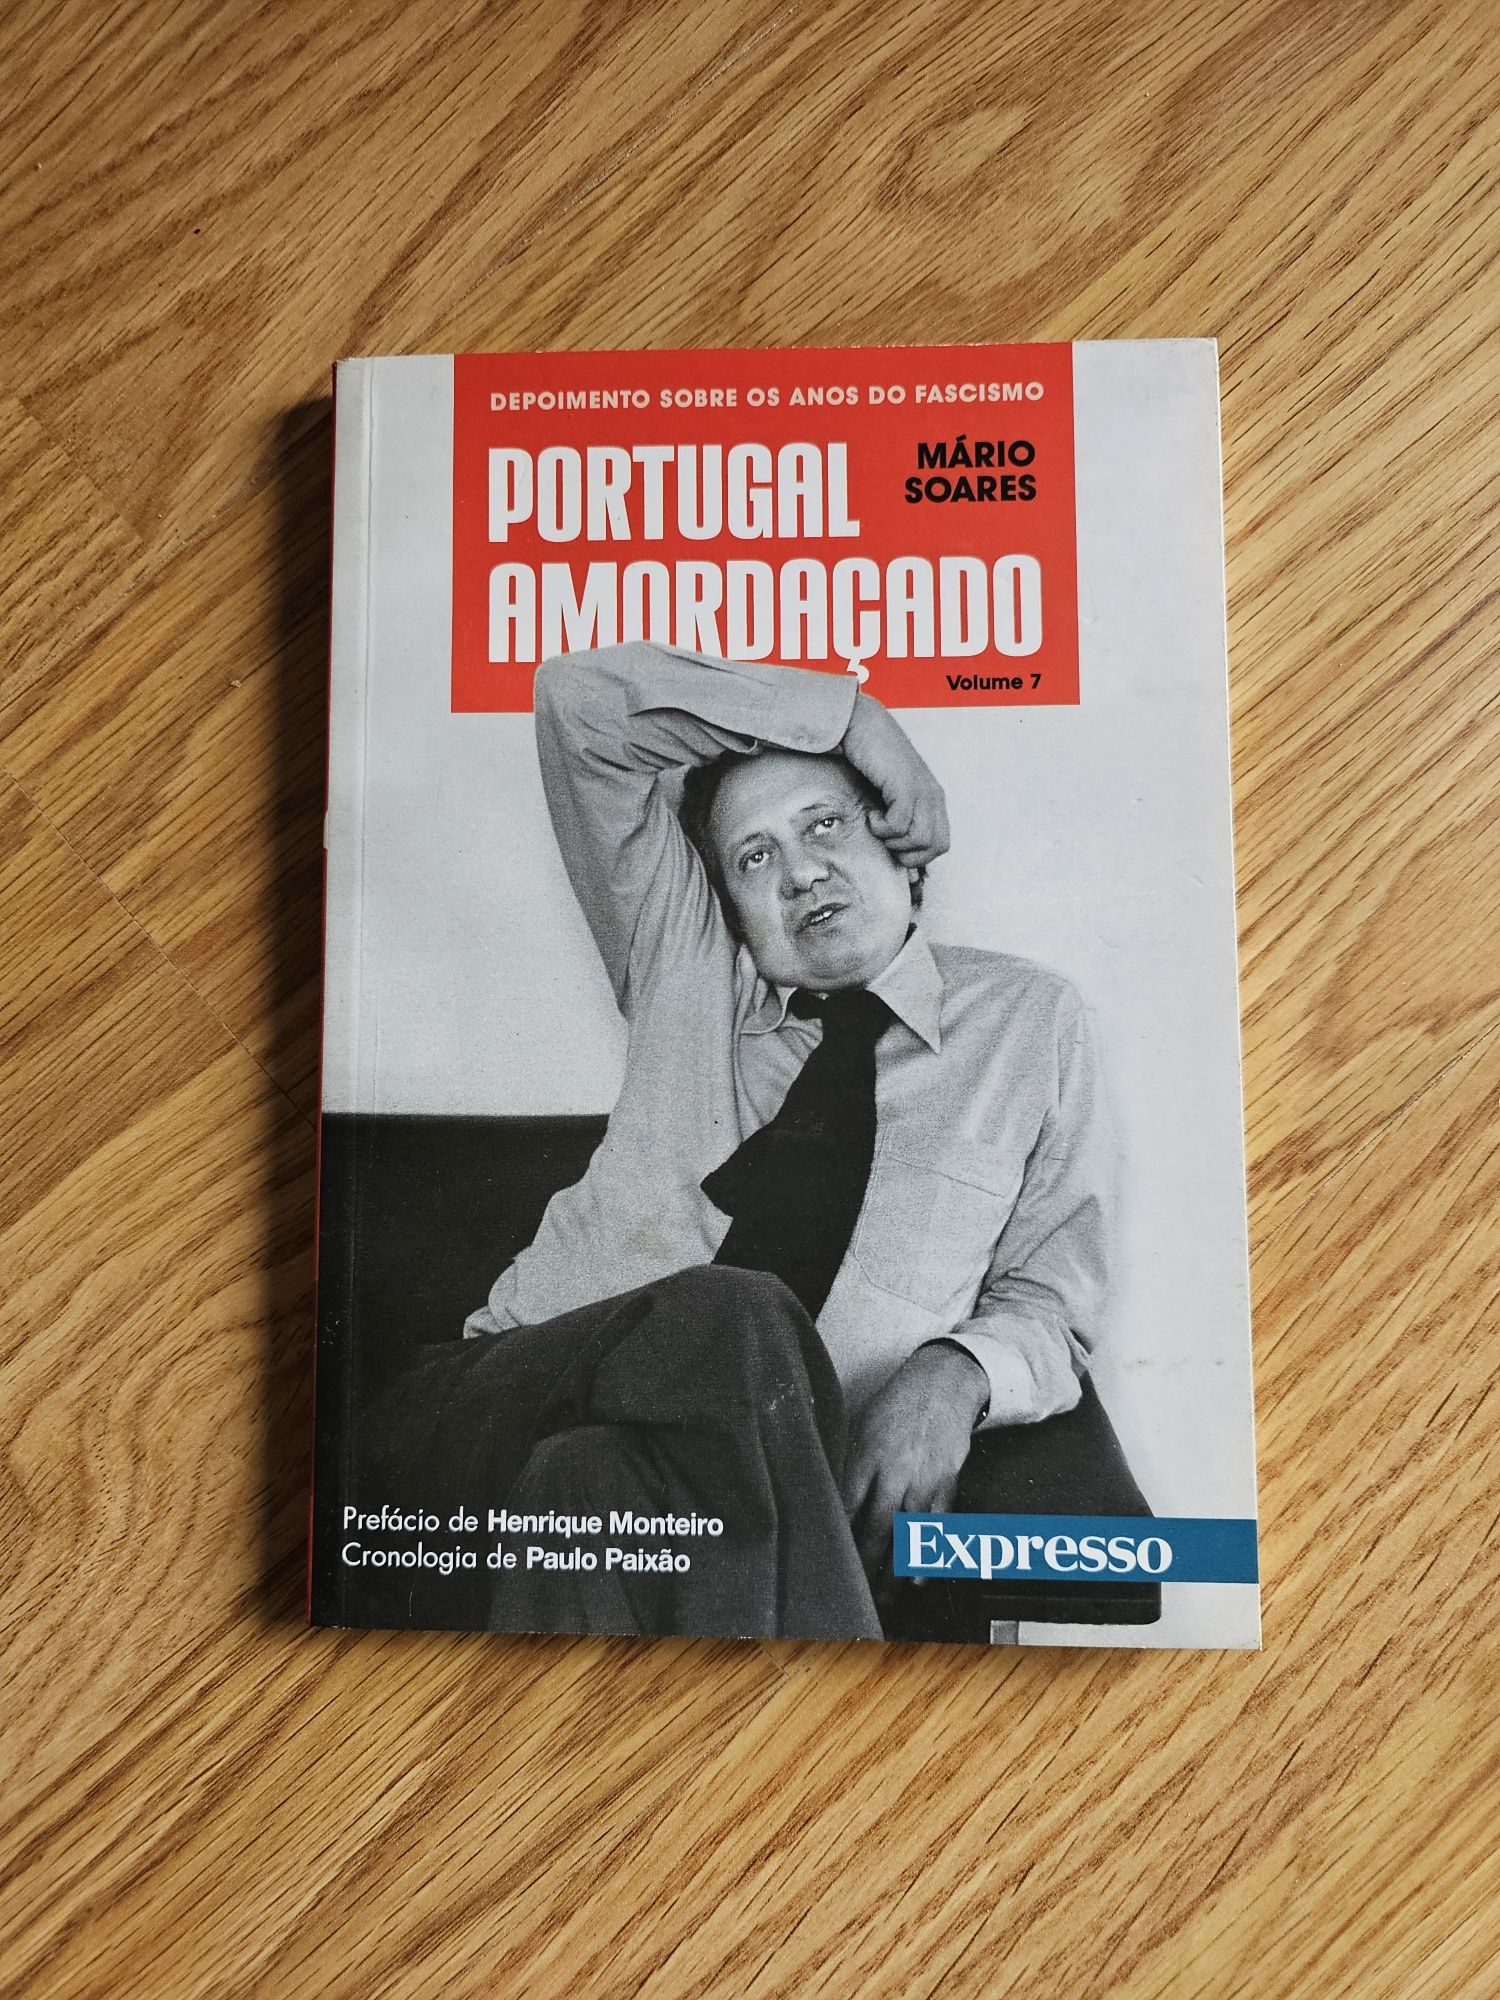 DEPOIMENTO SOBRE OS ANOS DO FASCISMO
PORTUGAL
AMORDAÇADO
MÁRIO
SOARES
Volume 7
Prefácio de Henrique Monteiro
Cronologia de Paulo Paixão
Expresso